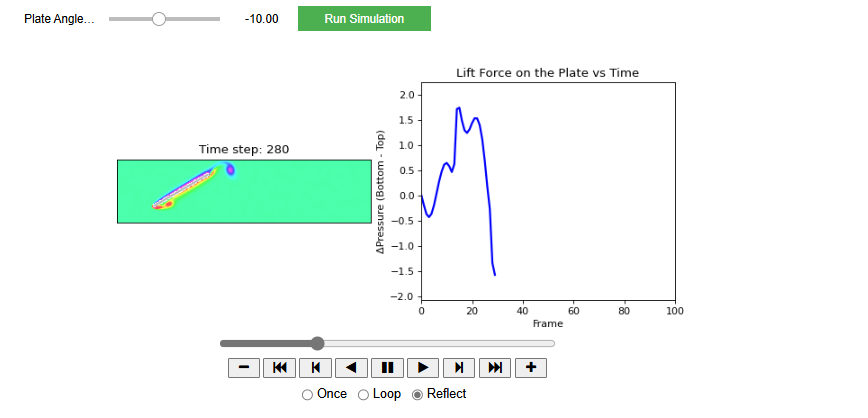 Plate Angle... -10.00 Run Simulation
Lift Force on the Plate vs Time
Time step: 280
ΔPressure (Bottom - Top)
2.0
1.5
1.0
0.5
0.0
−0.5
−1.0
−1.5
−2.0
0 20 40 60 80 100
Frame
Once Loop Reflect